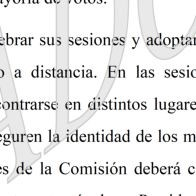 ayoría de votos.
ebrar sus sesiones y adoptar
o a distancia. En las sesio
contrarse en distintos lugare
eguren la identidad de los m
es de la Comisión deberá c